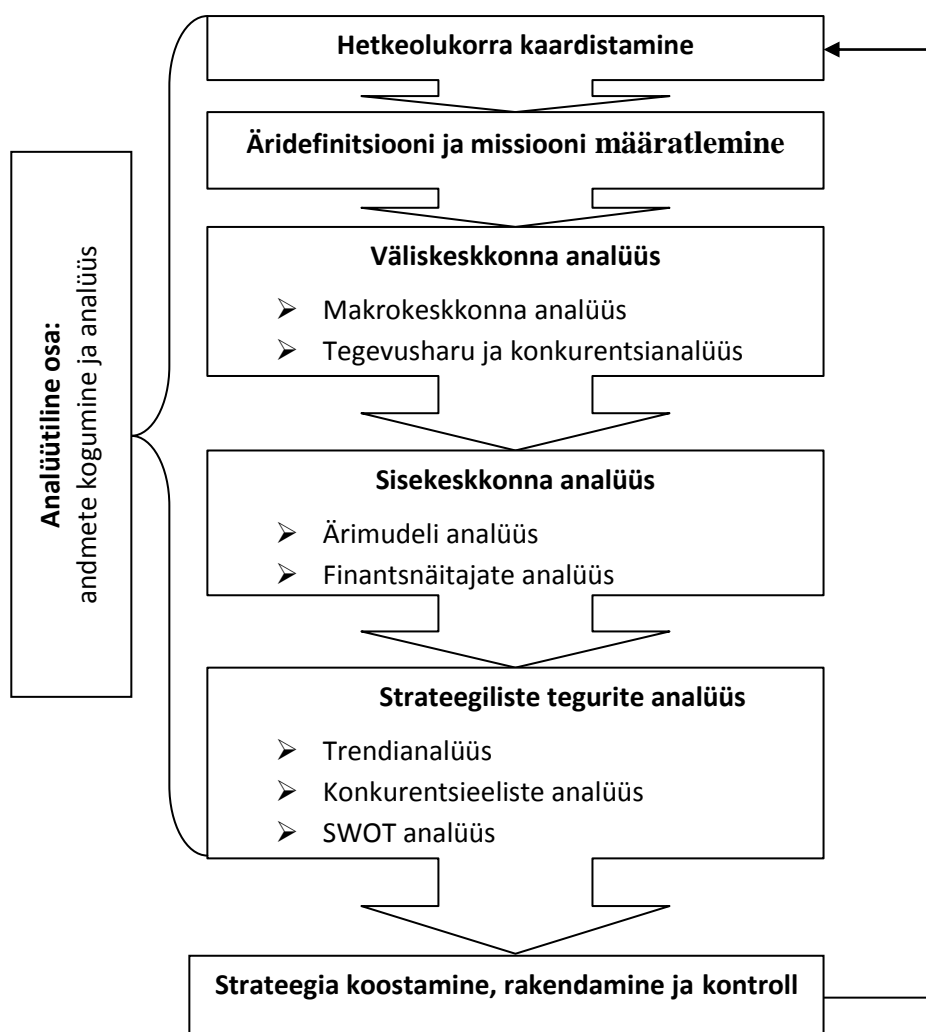 Hetkeolukorra kaardistamine
Äridefinitsiooni ja missiooni määratlemine
Väliskeskkonna analüüs
➢ Makrokeskkonna analüüs
➢ Tegevusharu ja konkurentsianalüüs
Analüütiline osa:
andmete kogumine ja analüüs
Sisekeskkonna analüüs
➢ Ärimudeli analüüs
➢ Finantsnäitajate analüüs
Strateegiliste tegurite analüüs
➢ Trendianalüüs
➢ Konkurentsieeliste analüüs
➢ SWOT analüüs
Strateegia koostamine, rakendamine ja kontroll